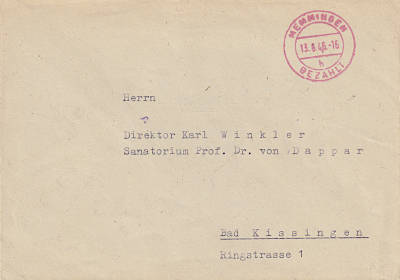 MEMMINGEN
13.8.46.-16
h
BEZAHLT
Herrn
Direktor Karl Winkler
Sanatorium Prof. Dr. von Dappar
Bad Kissingen
Ringstrasse 1